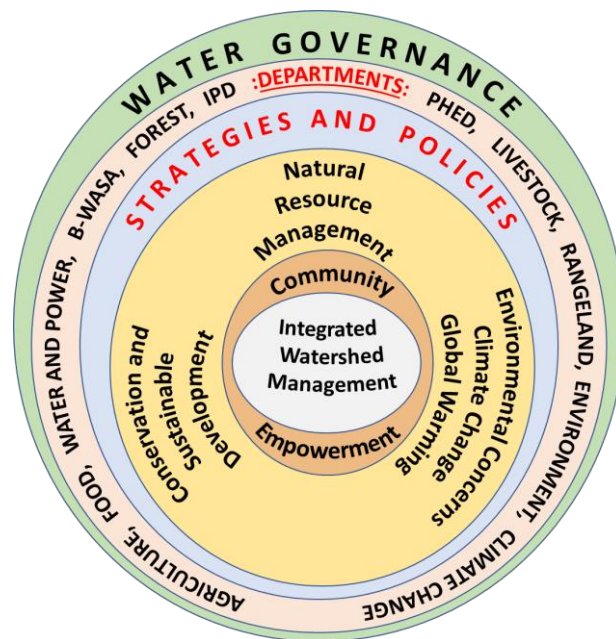 WATER GOVERNANCE
AGRICULTURE, FOOD, WATER AND POWER, B-WASA, FOREST, IPD :DEPARTMENTS: PHED, LIVESTOCK, RANGELAND, ENVIRONMENT, CLIMATE CHANGE
STRATEGIES AND POLICIES
Natural
Resource
Management
Conservation and
Sustainable
Development
Environmental Concerns
Climate Change
Global Warming
Community
Integrated
Watershed
Management
Empowerment